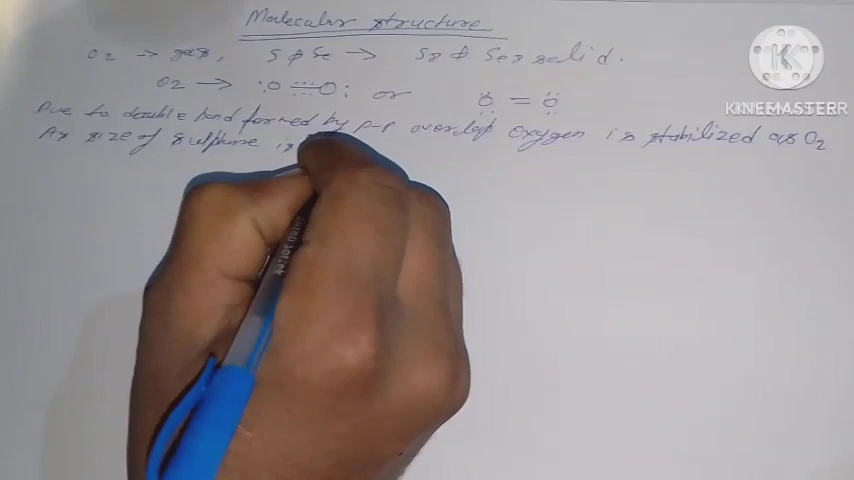 Molecular structure
O2 → gas, S & Se → S8 & Se8 solid.
O2 → :O ═ O: or O = O
Due to double bond formed by p-p overlap oxygen is stabilized as O2
As size of sulphure is
K
KINEMASTER